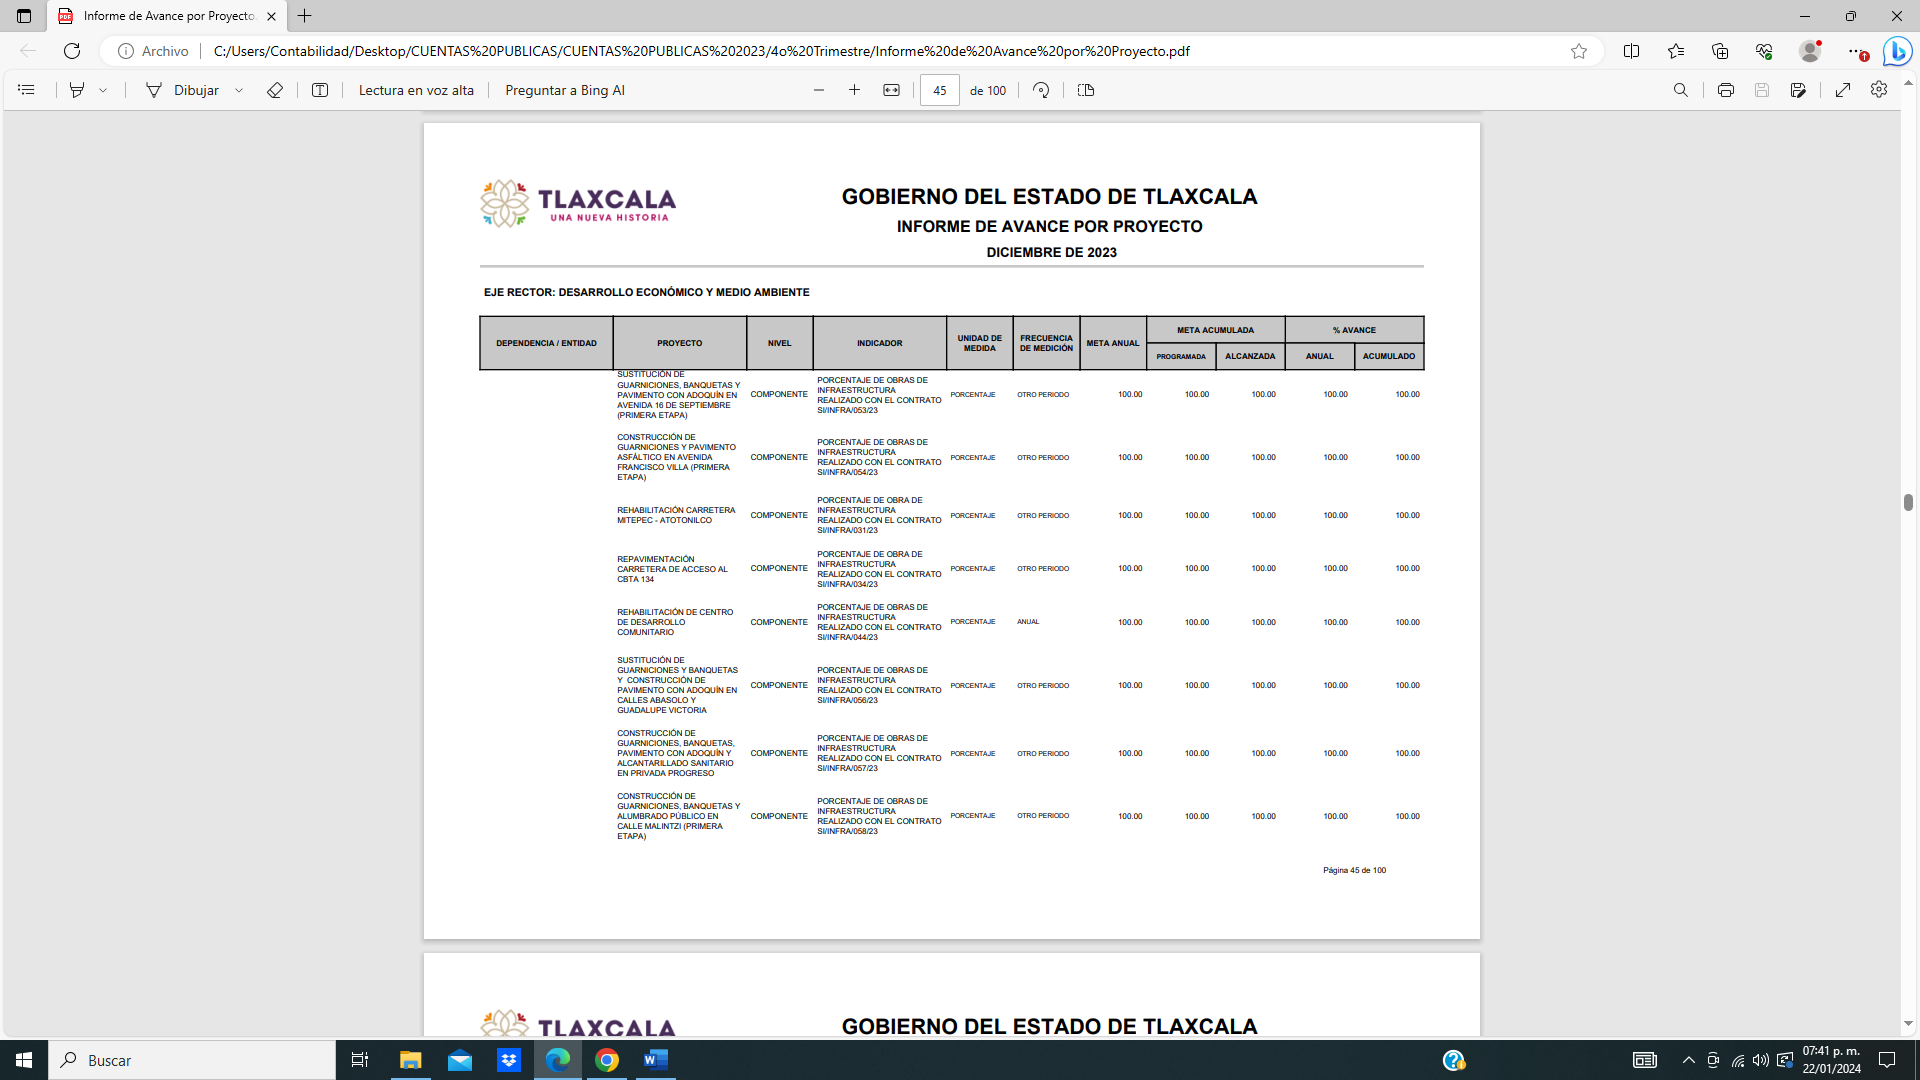 Informe de Avance por Proyecto.
Archivo
C:/Users/Contabilidad/Desktop/CUENTAS%20PUBLICAS/CUENTAS%20PUBLICAS%202023/4o%20Trimestre/Informe%20de%20Avance%20por%20Proyecto.pdf
Dibujar
Lectura en voz alta
Preguntar a Bing AI
45 de 100
TLAXCALA
UNA NUEVA HISTORIA
GOBIERNO DEL ESTADO DE TLAXCALA
INFORME DE AVANCE POR PROYECTO
DICIEMBRE DE 2023
EJE RECTOR: DESARROLLO ECONÓMICO Y MEDIO AMBIENTE
DEPENDENCIA / ENTIDAD
PROYECTO
NIVEL
INDICADOR
UNIDAD DE
MEDIDA
FRECUENCIA
DE MEDICIÓN
META ANUAL
META ACUMULADA
PROGRAMADA
ALCANZADA
% AVANCE
ANUAL
ACUMULADO
SUSTITUCIÓN DE
GUARNICIONES, BANQUETAS Y
PAVIMENTO CON ADOQUÍN EN
AVENIDA 16 DE SEPTIEMBRE
(PRIMERA ETAPA)
COMPONENTE
PORCENTAJE DE OBRAS DE
INFRAESTRUCTURA
REALIZADO CON EL CONTRATO
SI/INFRA/053/23
PORCENTAJE
OTRO PERIODO
100.00 100.00 100.00 100.00 100.00
CONSTRUCCIÓN DE
GUARNICIONES Y PAVIMENTO
ASFÁLTICO EN AVENIDA
FRANCISCO VILLA (PRIMERA
ETAPA)
COMPONENTE
PORCENTAJE DE OBRAS DE
INFRAESTRUCTURA
REALIZADO CON EL CONTRATO
SI/INFRA/054/23
PORCENTAJE
OTRO PERIODO
100.00 100.00 100.00 100.00 100.00
REHABILITACIÓN CARRETERA
MITEPEC - ATOTONILCO
COMPONENTE
PORCENTAJE DE OBRA DE
INFRAESTRUCTURA
REALIZADO CON EL CONTRATO
SI/INFRA/031/23
PORCENTAJE
OTRO PERIODO
100.00 100.00 100.00 100.00 100.00
REPAVIMENTACIÓN
CARRETERA DE ACCESO AL
CBTA 134
COMPONENTE
PORCENTAJE DE OBRA DE
INFRAESTRUCTURA
REALIZADO CON EL CONTRATO
SI/INFRA/034/23
PORCENTAJE
OTRO PERIODO
100.00 100.00 100.00 100.00 100.00
REHABILITACIÓN DE CENTRO
DE DESARROLLO
COMUNITARIO
COMPONENTE
PORCENTAJE DE OBRAS DE
INFRAESTRUCTURA
REALIZADO CON EL CONTRATO
SI/INFRA/044/23
PORCENTAJE
ANUAL
100.00 100.00 100.00 100.00 100.00
SUSTITUCIÓN DE
GUARNICIONES Y BANQUETAS
Y CONSTRUCCIÓN DE
PAVIMENTO CON ADOQUÍN EN
CALLES ABASOLO Y
GUADALUPE VICTORIA
COMPONENTE
PORCENTAJE DE OBRAS DE
INFRAESTRUCTURA
REALIZADO CON EL CONTRATO
SI/INFRA/056/23
PORCENTAJE
OTRO PERIODO
100.00 100.00 100.00 100.00 100.00
CONSTRUCCIÓN DE
GUARNICIONES, BANQUETAS,
PAVIMENTO CON ADOQUÍN Y
ALCANTARILLADO SANITARIO
EN PRIVADA PROGRESO
COMPONENTE
PORCENTAJE DE OBRAS DE
INFRAESTRUCTURA
REALIZADO CON EL CONTRATO
SI/INFRA/057/23
PORCENTAJE
OTRO PERIODO
100.00 100.00 100.00 100.00 100.00
CONSTRUCCIÓN DE
GUARNICIONES, BANQUETAS Y
ALUMBRADO PÚBLICO EN
CALLE MALINTZI (PRIMERA
ETAPA)
COMPONENTE
PORCENTAJE DE OBRAS DE
INFRAESTRUCTURA
REALIZADO CON EL CONTRATO
SI/INFRA/058/23
PORCENTAJE
OTRO PERIODO
100.00 100.00 100.00 100.00 100.00
Página 45 de 100
TLAXCALA
GOBIERNO DEL ESTADO DE TLAXCALA
Buscar
07:41 p. m.
22/01/2024